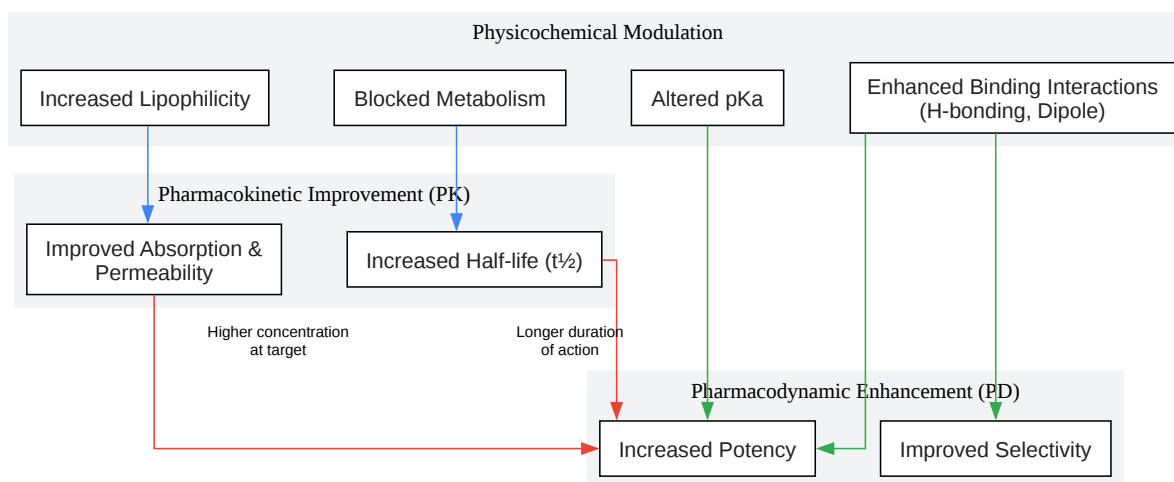 Physicochemical Modulation
Increased Lipophilicity
Blocked Metabolism
Altered pKa
Enhanced Binding Interactions
(H-bonding, Dipole)
Pharmacokinetic Improvement (PK)
Improved Absorption &
Permeability
Increased Half-life (t½)
Higher concentration
at target
Longer duration
of action
Pharmacodynamic Enhancement (PD)
Increased Potency
Improved Selectivity